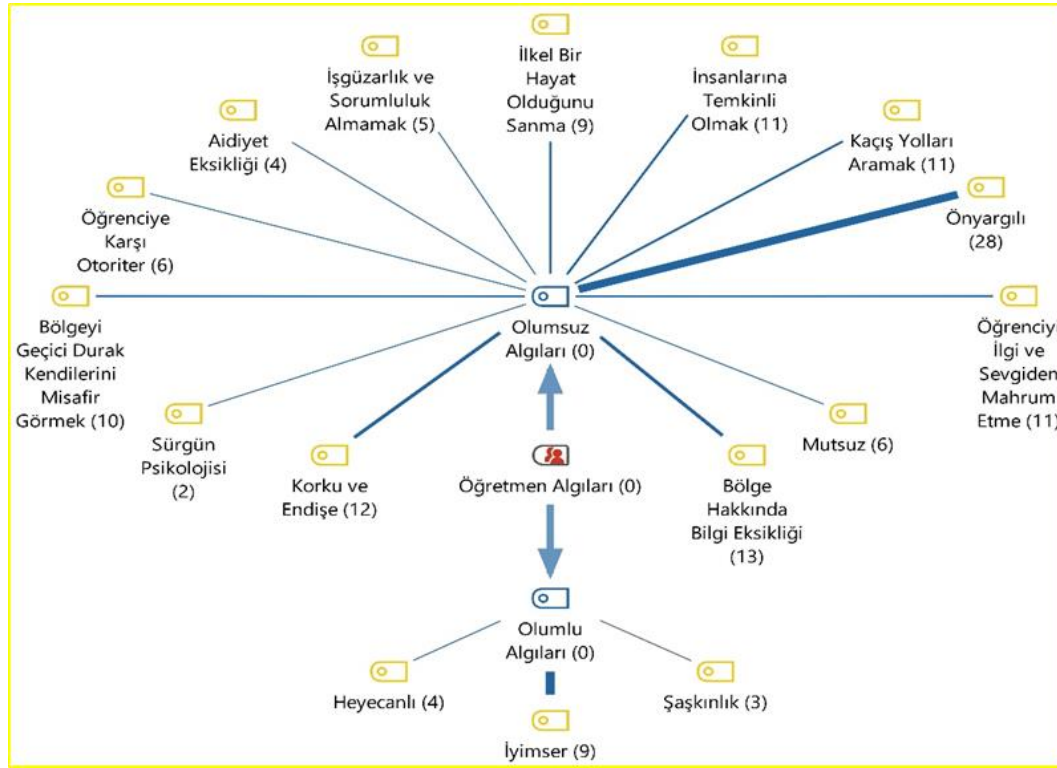 İlkel Bir
Hayat
Olduğunu
Sanma (9)
İşgüzarlık ve
Sorumluluk
Almamak (5)
İnsanlarına
Temkinli
Olmak (11)
Aidiyet
Eksikliği (4)
Kaçış Yolları
Aramak (11)
Öğrenciye
Karşı
Otoriter (6)
Önyargılı
(28)
Bölgeyi
Geçici Durak
Kendilerini
Misafir
Görmek (10)
Olumsuz
Algıları (0)
Öğrenciyi
İlgi ve
Sevgiden
Mahrum
Etme (11)
Sürgün
Psikolojisi
(2)
Korku ve
Endişe (12)
Öğretmen Algıları (0)
Bölge
Hakkında
Bilgi Eksikliği
(13)
Mutsuz (6)
Olumlu
Algıları (0)
Heyecanlı (4)
İyimser (9)
Şaşkınlık (3)